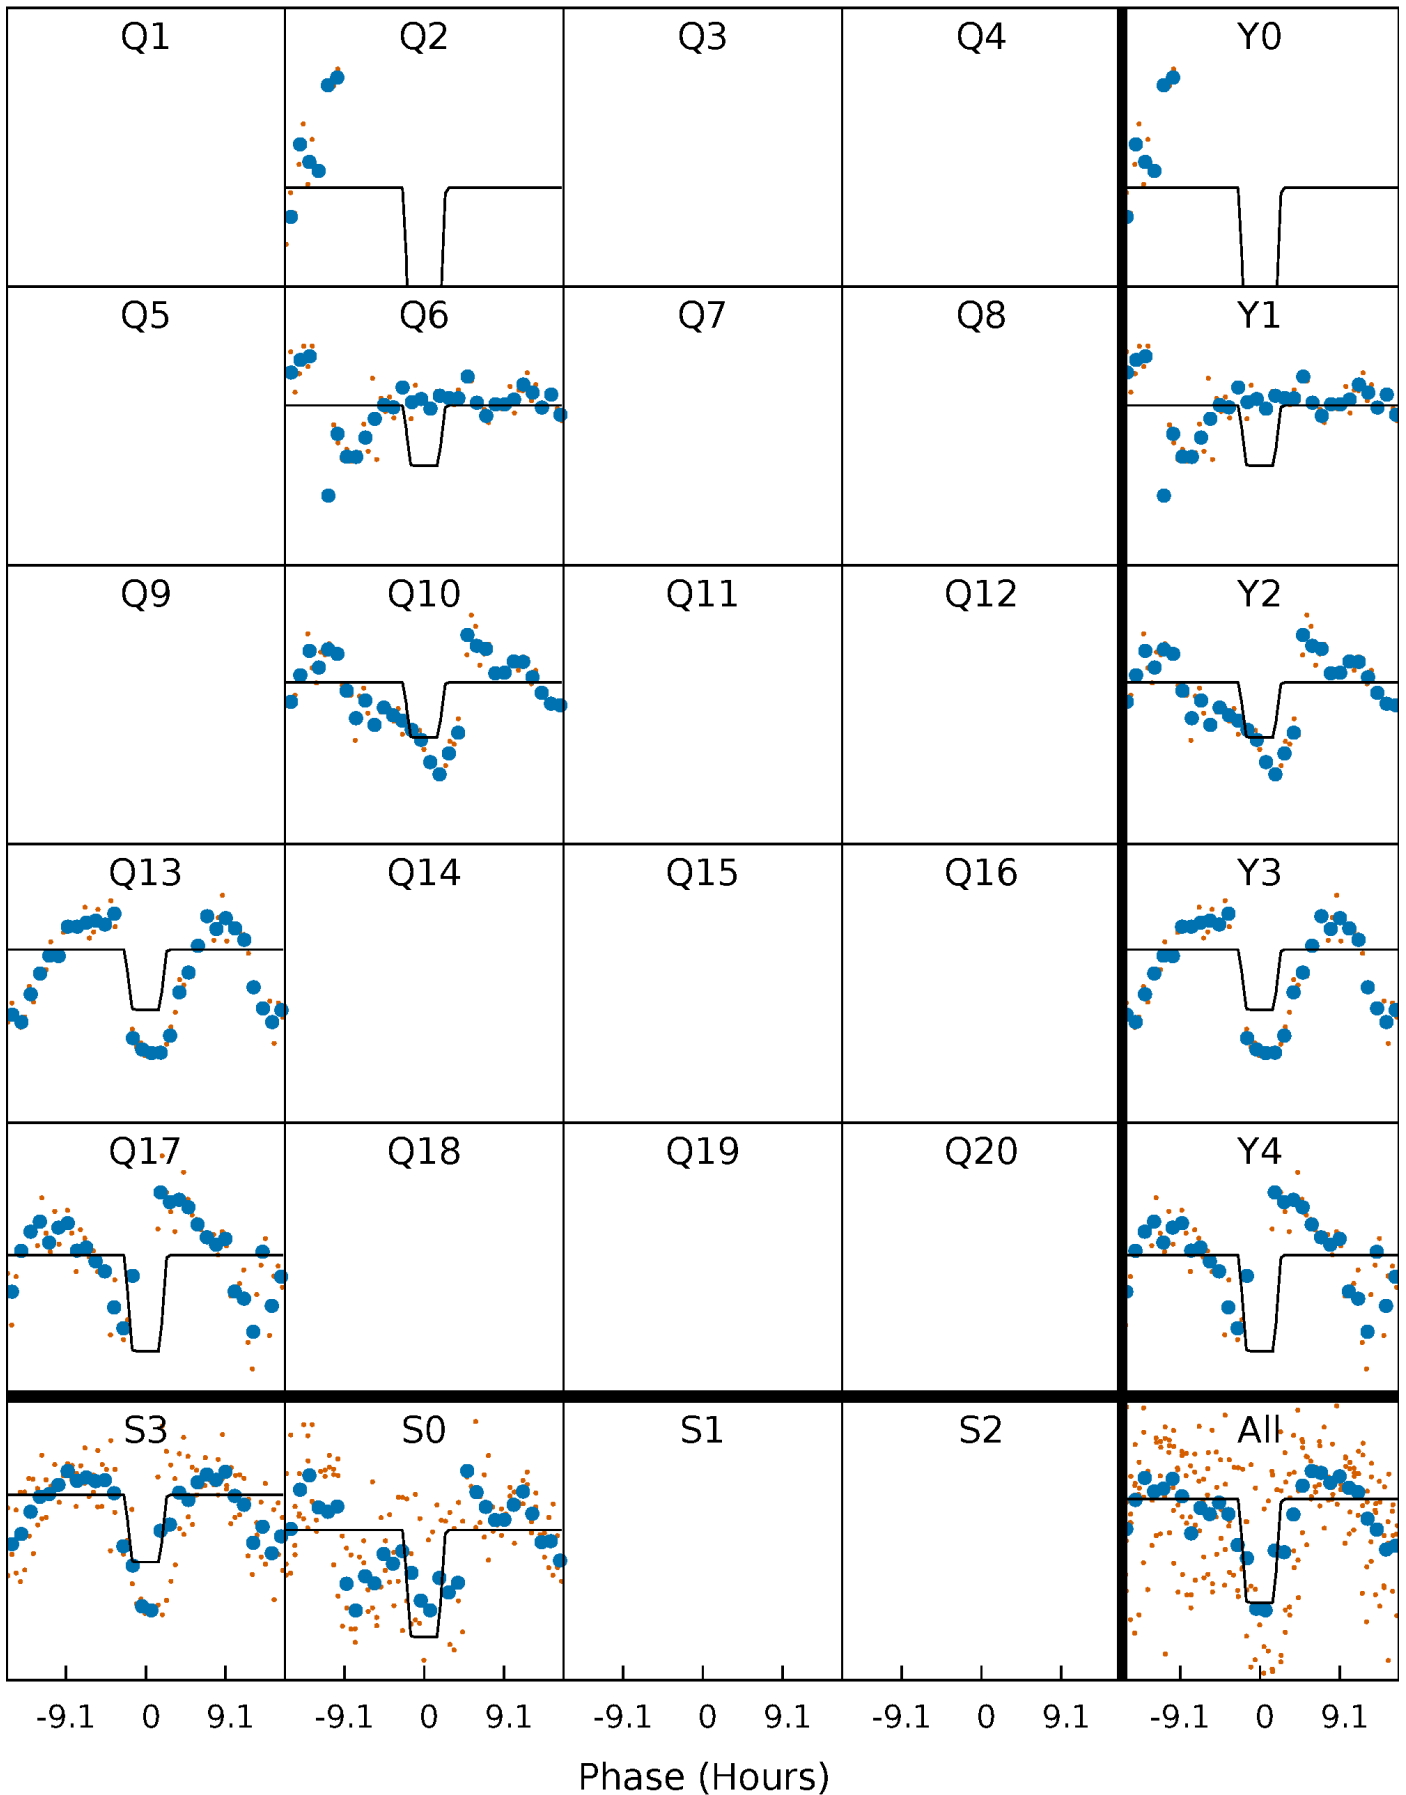 Q1 Q2 Q3 Q4 Y0
Q5 Q6 Q7 Q8 Y1
Q9 Q10 Q11 Q12 Y2
Q13 Q14 Q15 Q16 Y3
Q17 Q18 Q19 Q20 Y4
S3 S0 S1 S2 All
-9.1 0 9.1 -9.1 0 9.1 -9.1 0 9.1 -9.1 0 9.1 -9.1 0 9.1
Phase (Hours)